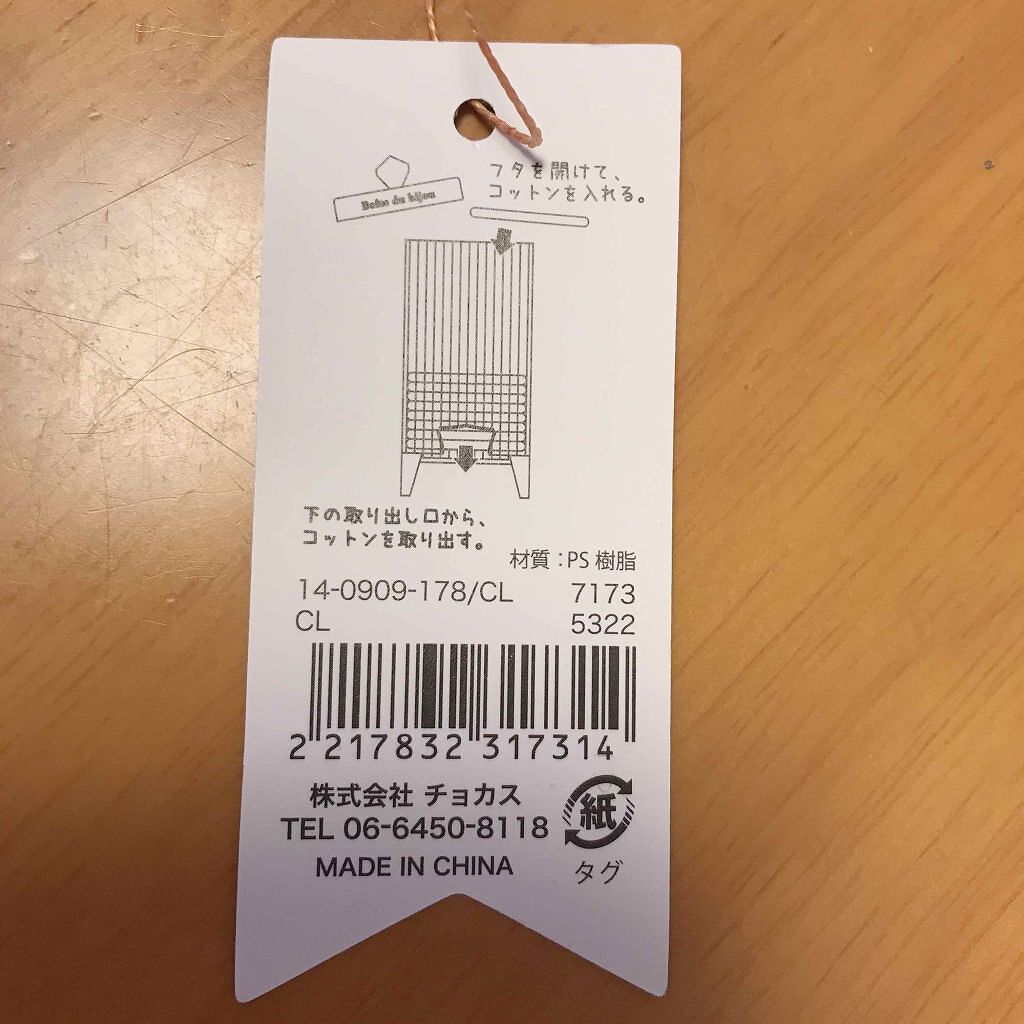 フタを開けて、
コットンを入れる。
Boîte du bijou
下の取り出し口から、
コットンを取り出す。
材質：PS 樹脂
14-0909-178/CL 7173
CL 5322
2 217832 317314
株式会社 チョカス
TEL 06-6450-8118
MADE IN CHINA
紙
タグ